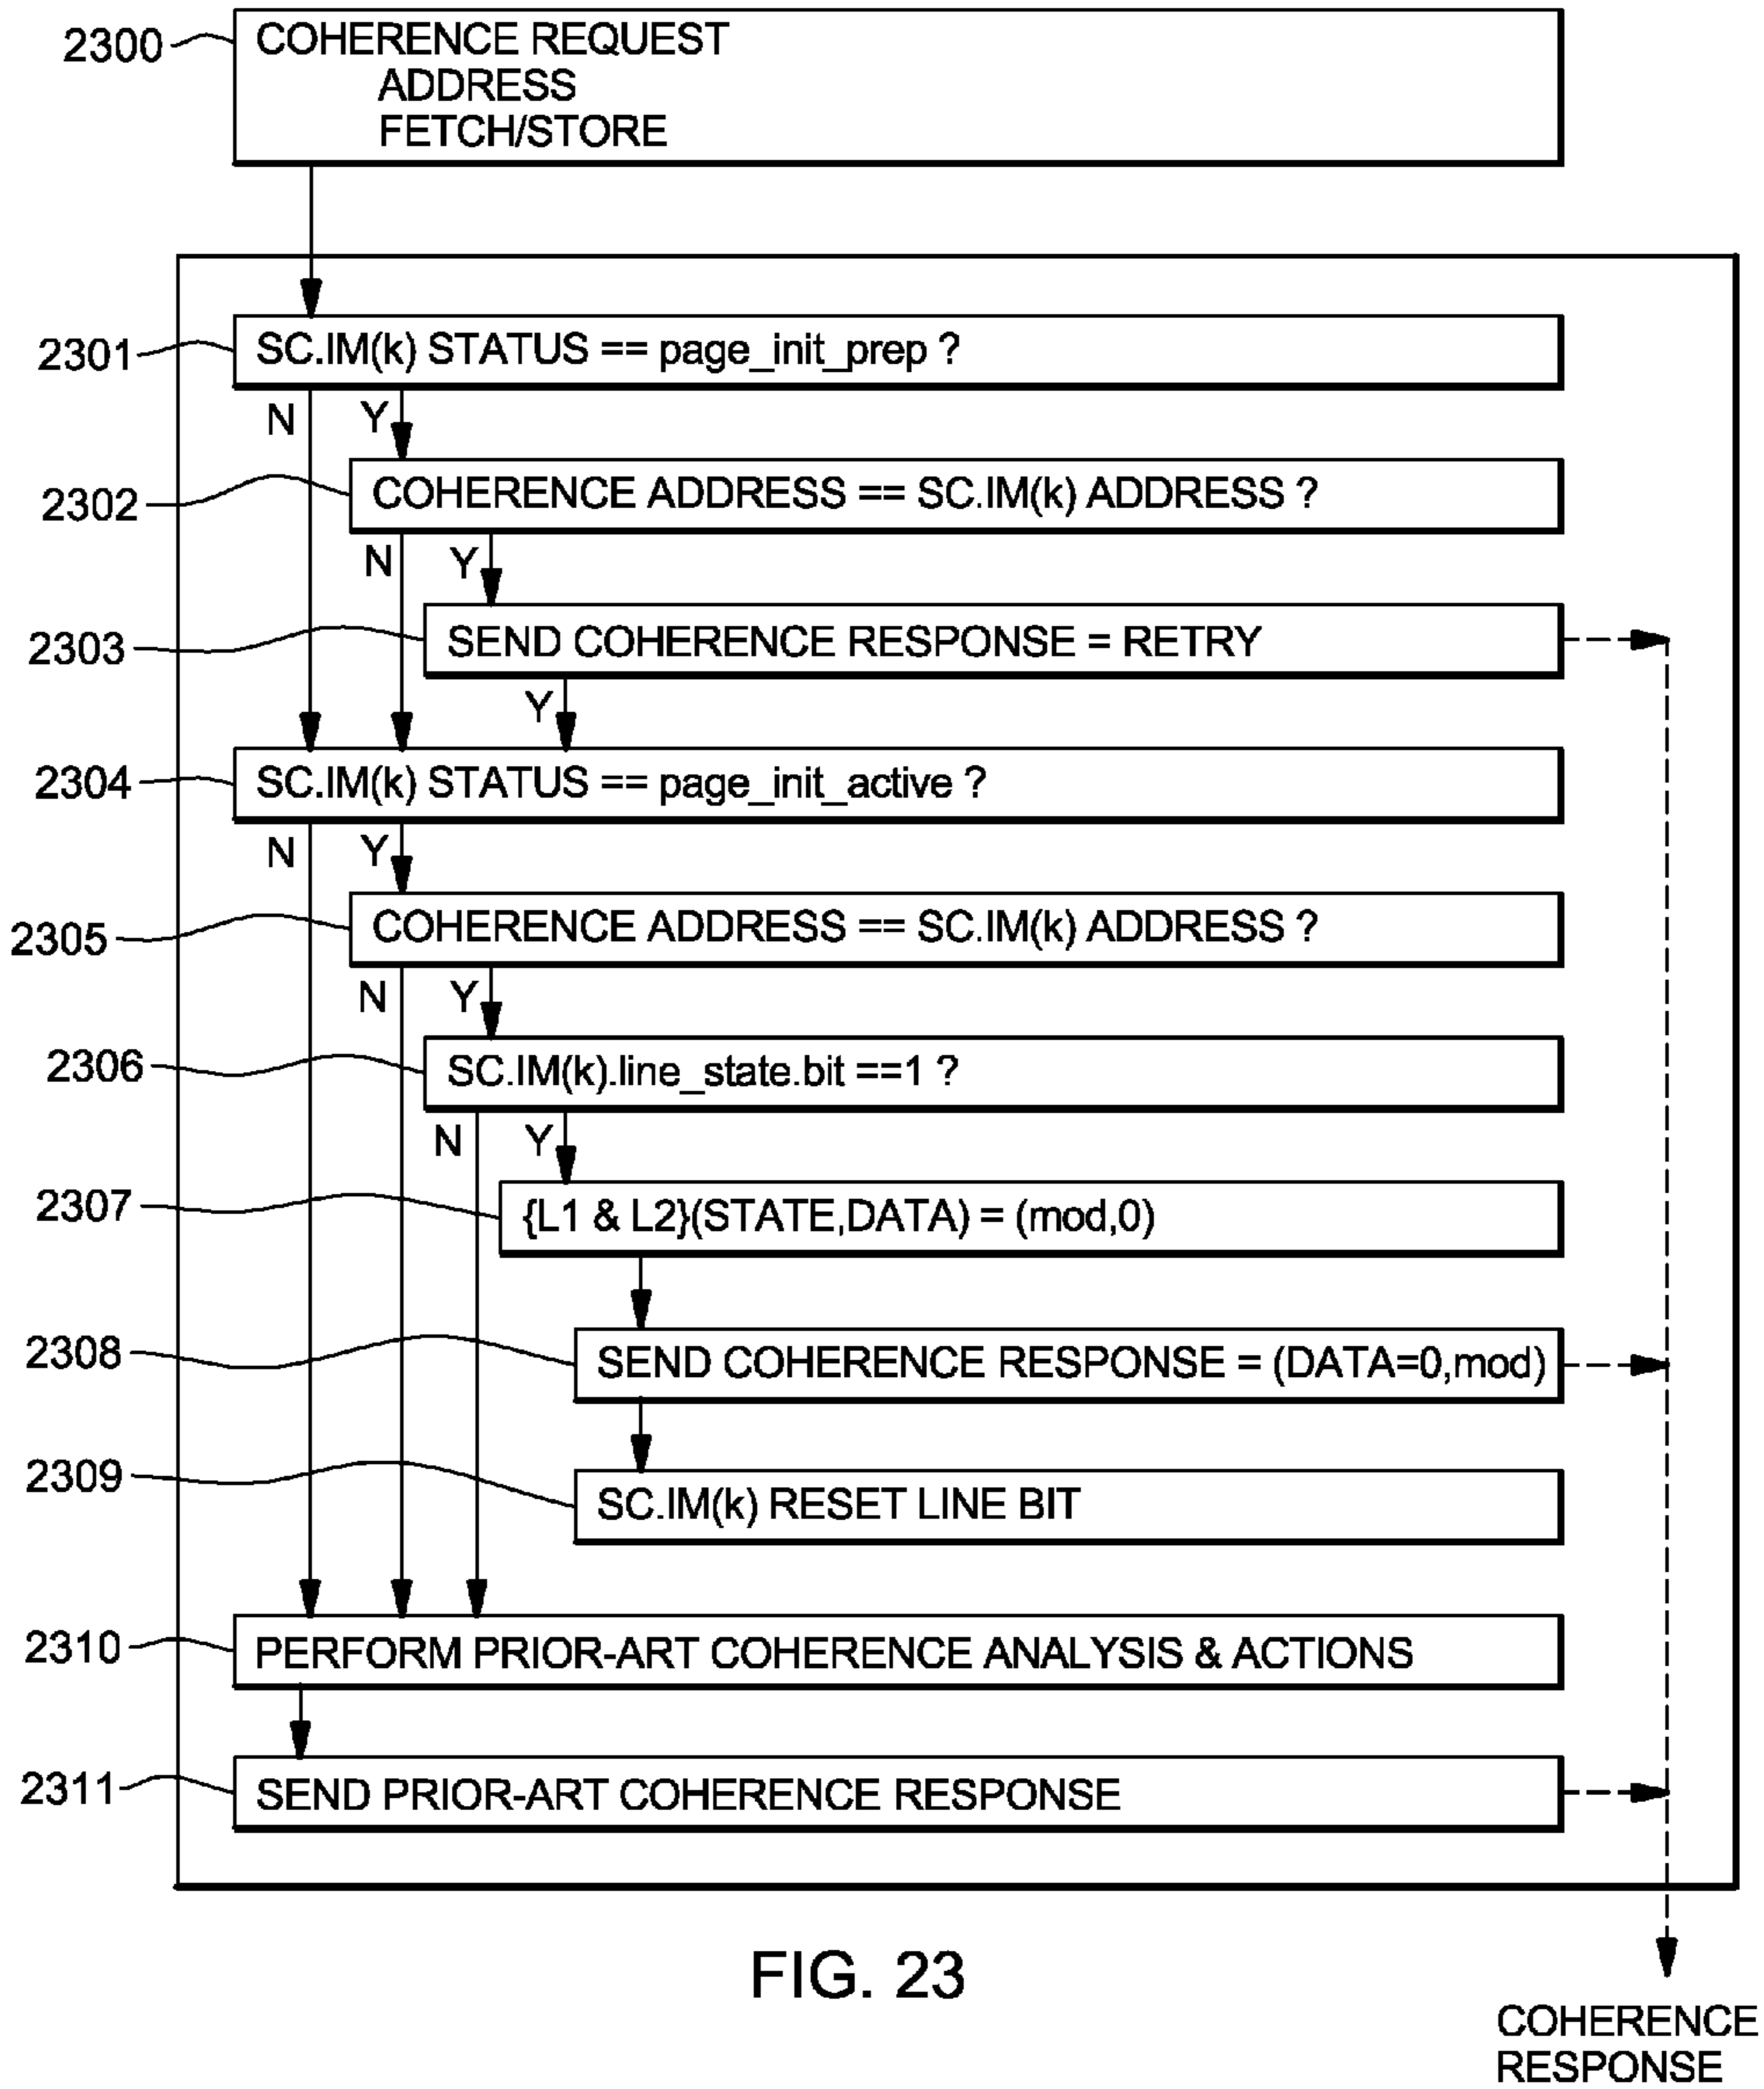 2300
COHERENCE REQUEST
ADDRESS
FETCH/STORE
2301
SC.IM(k) STATUS == page_init_prep ?
N
Y
2302
COHERENCE ADDRESS == SC.IM(k) ADDRESS ?
N
Y
2303
SEND COHERENCE RESPONSE = RETRY
Y
2304
SC.IM(k) STATUS == page_init_active ?
N
Y
2305
COHERENCE ADDRESS == SC.IM(k) ADDRESS ?
N
Y
2306
SC.IM(k).line_state.bit ==1 ?
N
Y
2307
{L1 & L2}(STATE,DATA) = (mod,0)
2308
SEND COHERENCE RESPONSE = (DATA=0,mod)
2309
SC.IM(k) RESET LINE BIT
2310
PERFORM PRIOR-ART COHERENCE ANALYSIS & ACTIONS
2311
SEND PRIOR-ART COHERENCE RESPONSE
FIG. 23
COHERENCE
RESPONSE